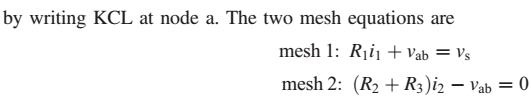 by writing KCL at node a. The two mesh equations are
mesh 1: R₁i₁ + vab = vs
mesh 2: (R₂ + R₃)i₂ − vab = 0